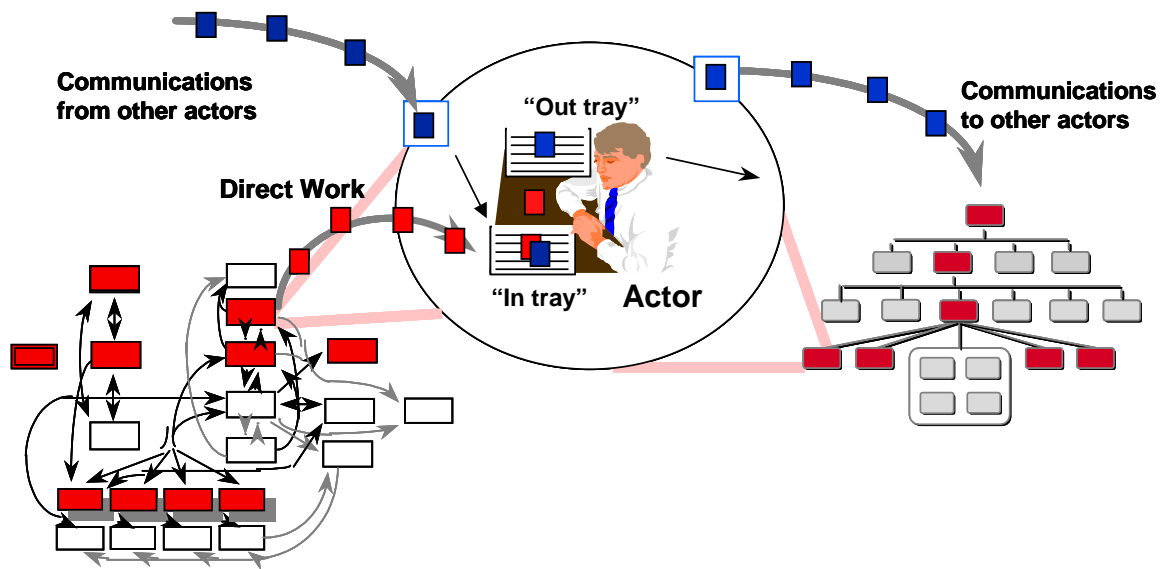 Communications
from other actors
“Out tray”
Communications
to other actors
Direct Work
“In tray”
Actor